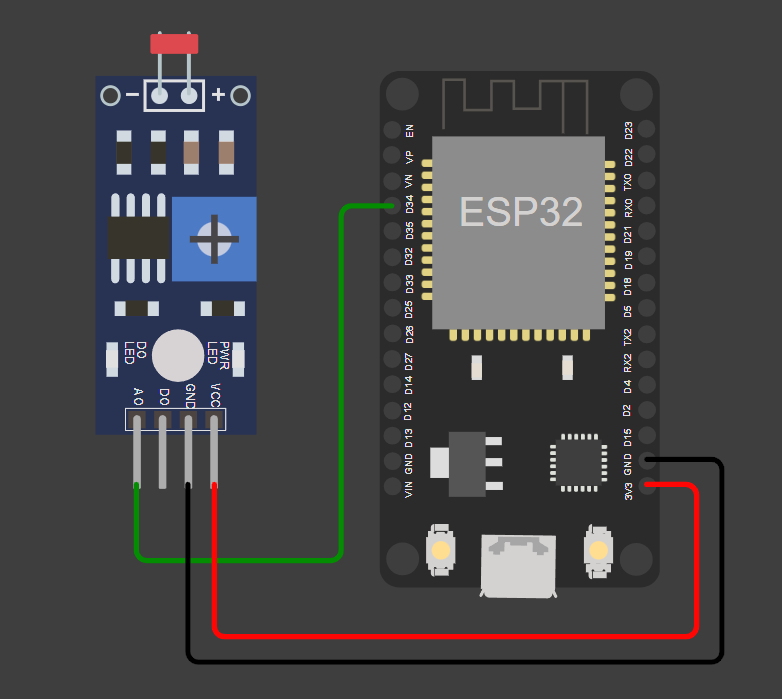 − +
DO
LED
PWR
LED
AO
DO
GND
VCC
ESP32
EN
VP
VN
D34
D35
D32
D33
D25
D26
D27
D14
D12
D13
GND
VIN
D23
D22
TX0
RX0
D21
D19
D18
D5
TX2
RX2
D4
D2
D15
GND
3V3